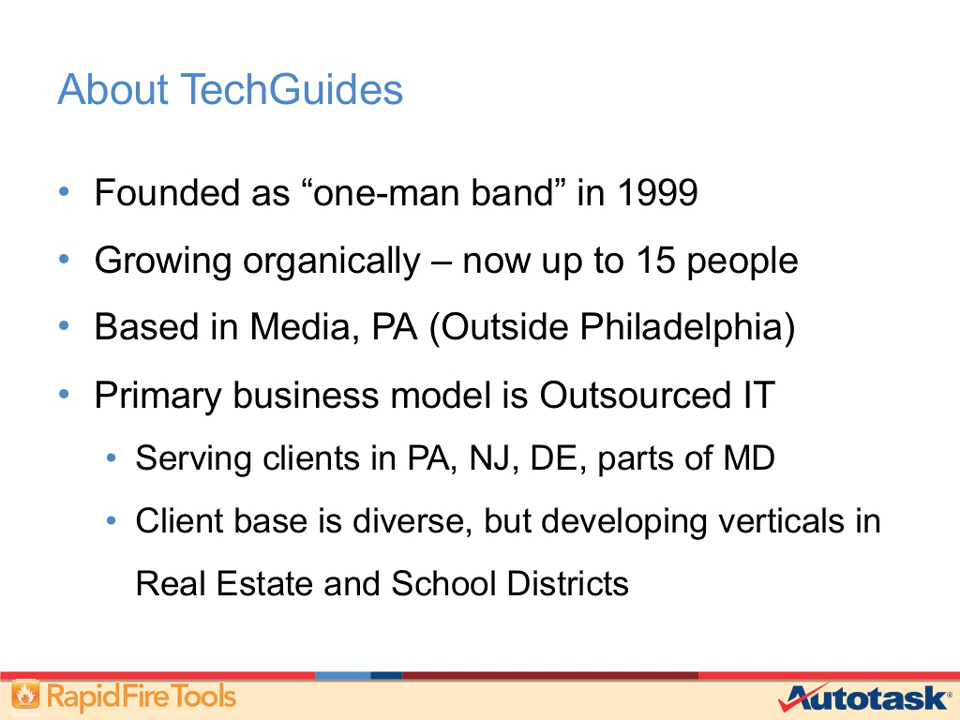 About TechGuides
• Founded as “one-man band” in 1999
• Growing organically – now up to 15 people
• Based in Media, PA (Outside Philadelphia)
• Primary business model is Outsourced IT
• Serving clients in PA, NJ, DE, parts of MD
• Client base is diverse, but developing verticals in
Real Estate and School Districts
RapidFireTools
Autotask®